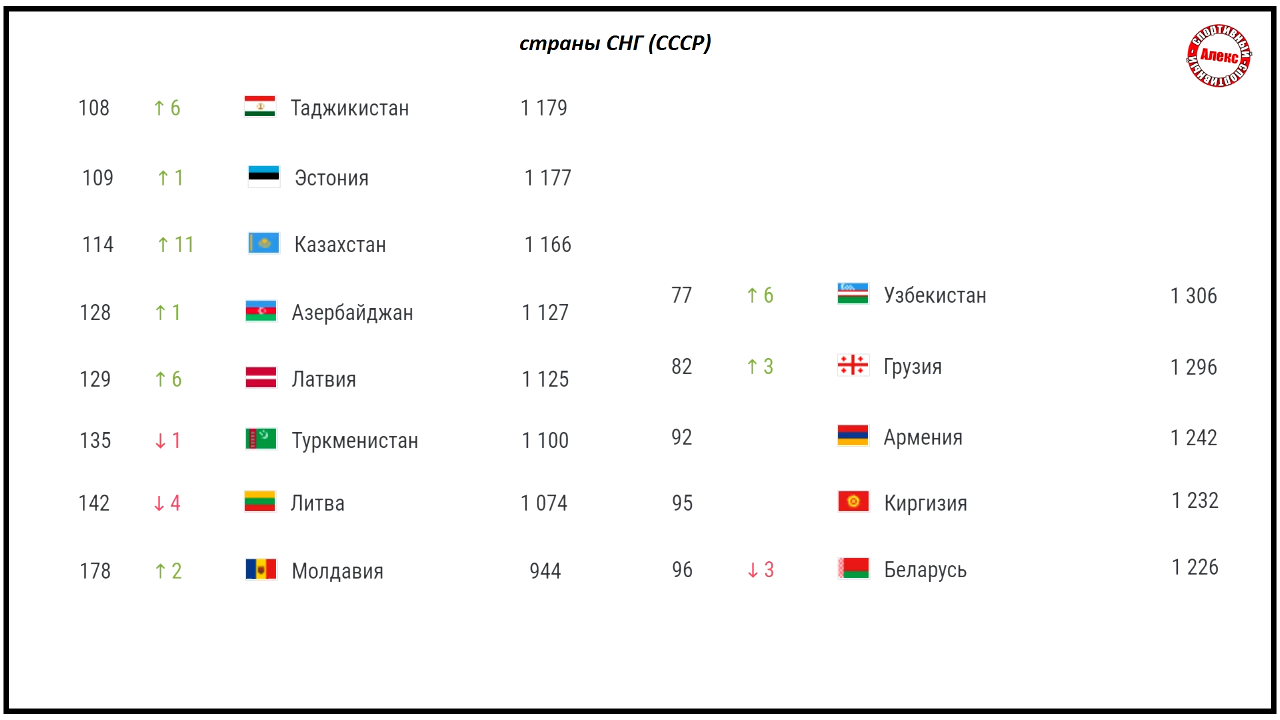 страны СНГ (СССР)
СПОРТИВНЫЙ
Алекс
СПОРТИВНЫЙ
108 ↑ 6 Таджикистан 1 179
109 ↑ 1 Эстония 1 177
114 ↑ 11 Казахстан 1 166
128 ↑ 1 Азербайджан 1 127
129 ↑ 6 Латвия 1 125
135 ↓ 1 Туркменистан 1 100
142 ↓ 4 Литва 1 074
178 ↑ 2 Молдавия 944
77 ↑ 6 Узбекистан 1 306
82 ↑ 3 Грузия 1 296
92 Армения 1 242
95 Киргизия 1 232
96 ↓ 3 Беларусь 1 226